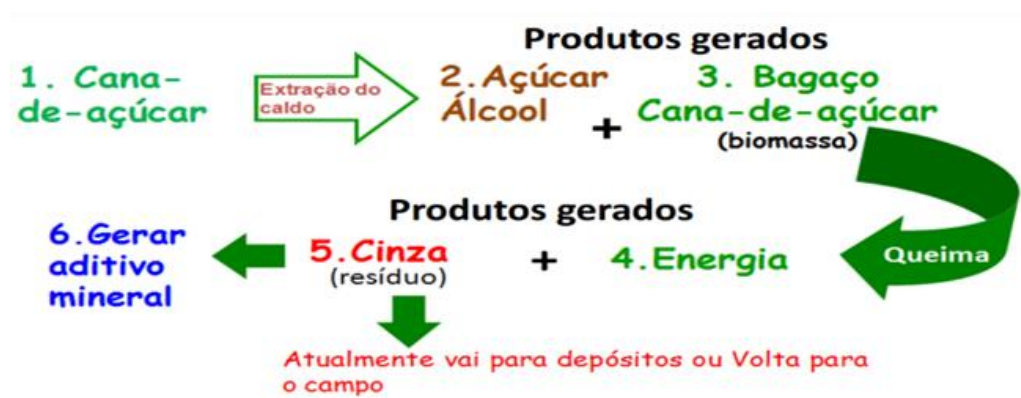 Produtos gerados
1. Cana-
de-açúcar
Extração do
caldo
2.Açúcar
Álcool
+
3. Bagaço
Cana-de-açúcar
(biomassa)
Queima
Produtos gerados
4.Energia
+
5.Cinza
(resíduo)
6.Gerar
aditivo
mineral
Atualmente vai para depósitos ou Volta para
o campo